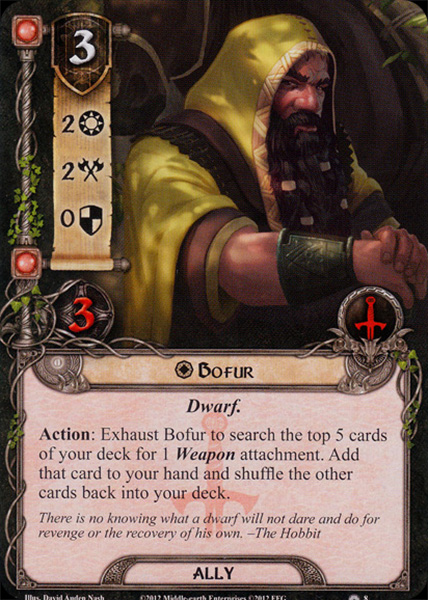 3
2
2
0
3
Bofur
Dwarf.
Action: Exhaust Bofur to search the top 5 cards
of your deck for 1 Weapon attachment. Add
that card to your hand and shuffle the other
cards back into your deck.
There is no knowing what a dwarf will not dare and do for
revenge or the recovery of his own. –The Hobbit
ALLY
Illus. David Auden Nash ©2012 Middle-earth Enterprises ©2012 FFG 8